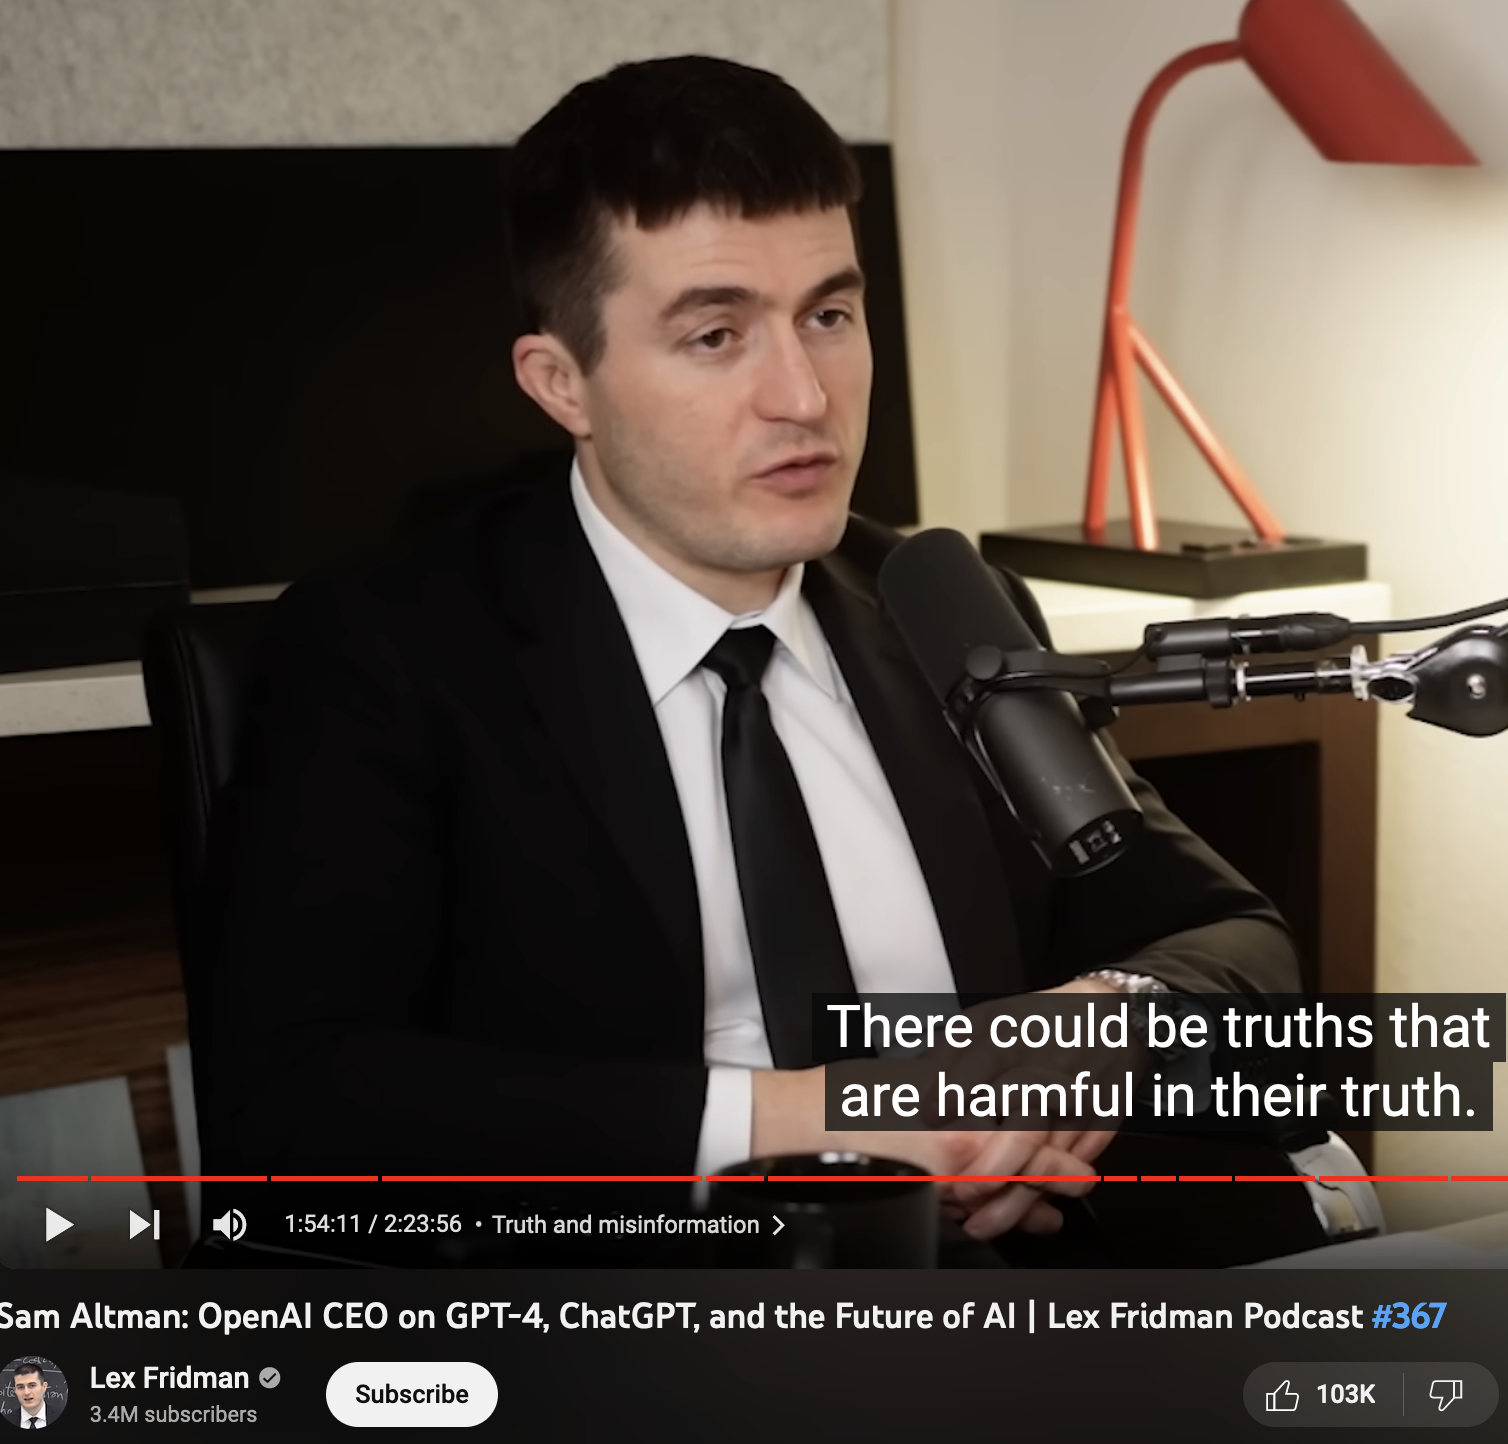 There could be truths that
are harmful in their truth.
1:54:11 / 2:23:56 • Truth and misinformation
Sam Altman: OpenAI CEO on GPT-4, ChatGPT, and the Future of AI | Lex Fridman Podcast #367
Lex Fridman
3.4M subscribers
Subscribe
103K